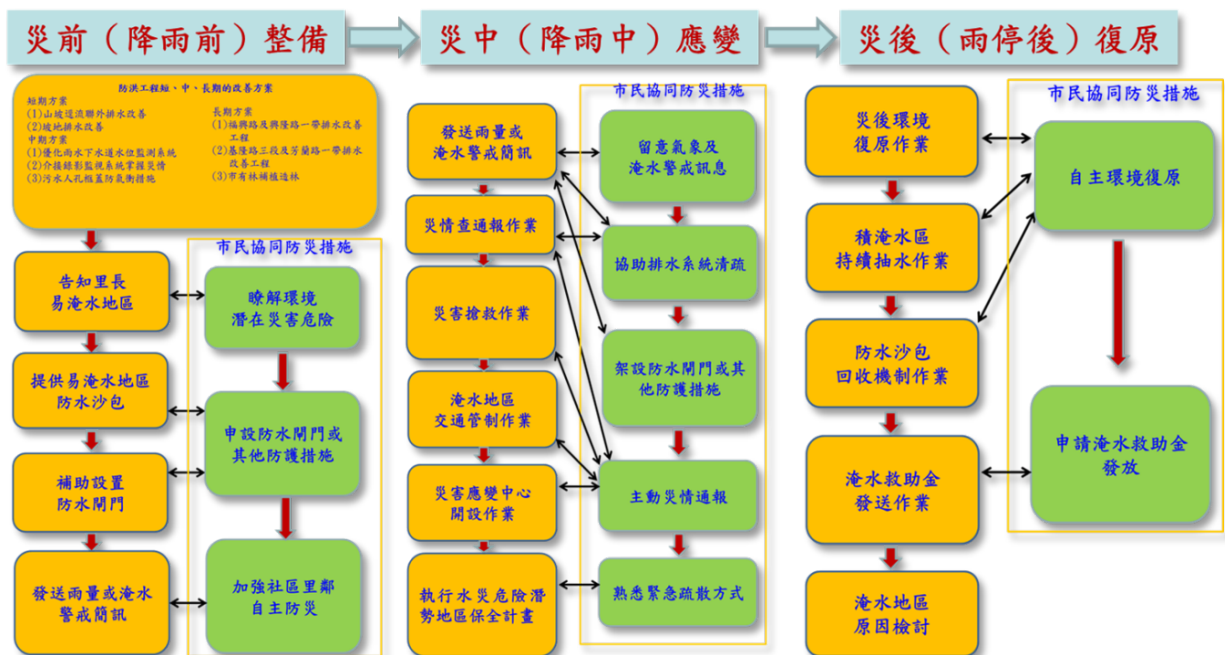 災前（降雨前）整備
災中（降雨中）應變
災後（雨停後）復原
防洪工程短、中、長期的改善方案
短期方案
(1)山坡逕流聯外排水改善
(2)坡地排水改善
中期方案
(1)優化雨水下水道水位監測系統
(2)介接錄影監視系統掌握災情
(3)污水人孔框蓋防氣衝措施
長期方案
(1)福興路及興隆路一帶排水改善
工程
(2)基隆路三段及芳蘭路一帶排水
改善工程
(3)市有林補植造林
告知里長
易淹水地區
提供易淹水地區
防水沙包
補助設置
防水閘門
發送雨量或淹水
警戒簡訊
市民協同防災措施
瞭解環境
潛在災害危險
申設防水閘門或
其他防護措施
加強社區里鄰
自主防災
發送雨量或
淹水警戒簡訊
災情查通報作業
災害搶救作業
淹水地區
交通管制作業
災害應變中心
開設作業
執行水災危險潛
勢地區保全計畫
市民協同防災措施
留意氣象及
淹水警戒訊息
協助排水系統清疏
架設防水閘門或其
他防護措施
主動災情通報
熟悉緊急疏散方式
災後環境
復原作業
積淹水區
持續抽水作業
防水沙包
回收機制作業
淹水救助金
發送作業
淹水地區
原因檢討
市民協同防災措施
自主環境復原
申請淹水救助金
發放